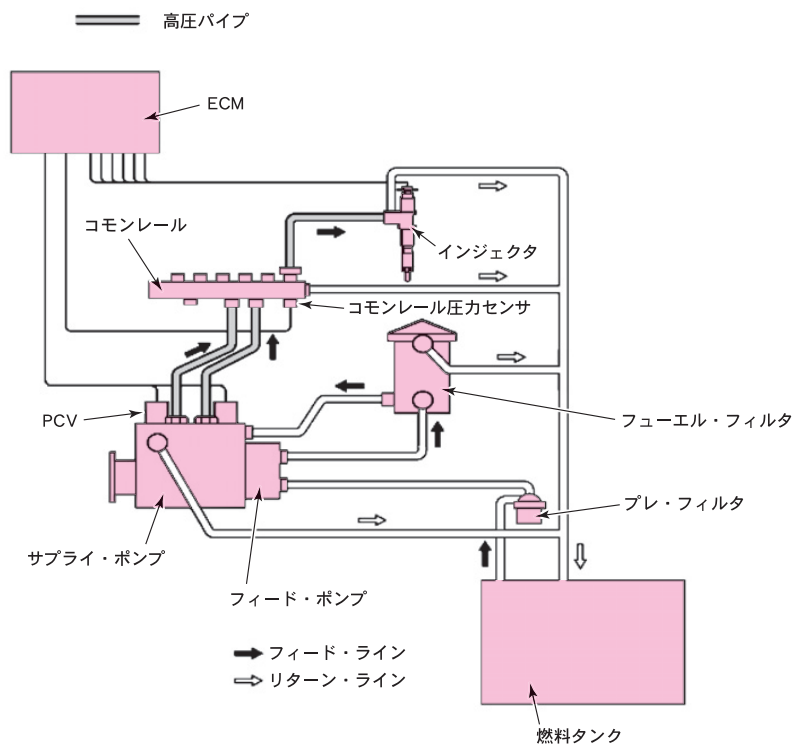 高圧パイプ
ECM
コモンレール
インジェクタ
コモンレール圧力センサ
PCV
フューエル・フィルタ
プレ・フィルタ
サプライ・ポンプ
フィード・ポンプ
フィード・ライン
リターン・ライン
燃料タンク